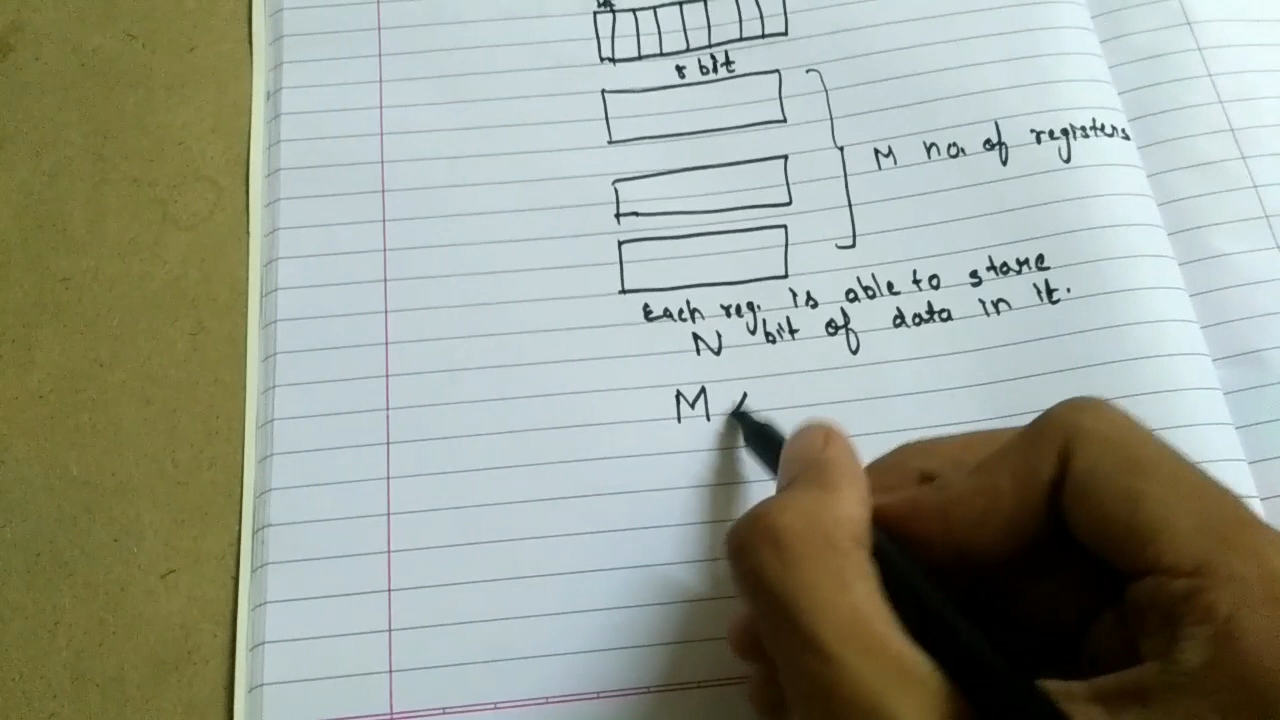 8 bit
M no. of registers
Each reg. is able to store
N bit of data in it.
M